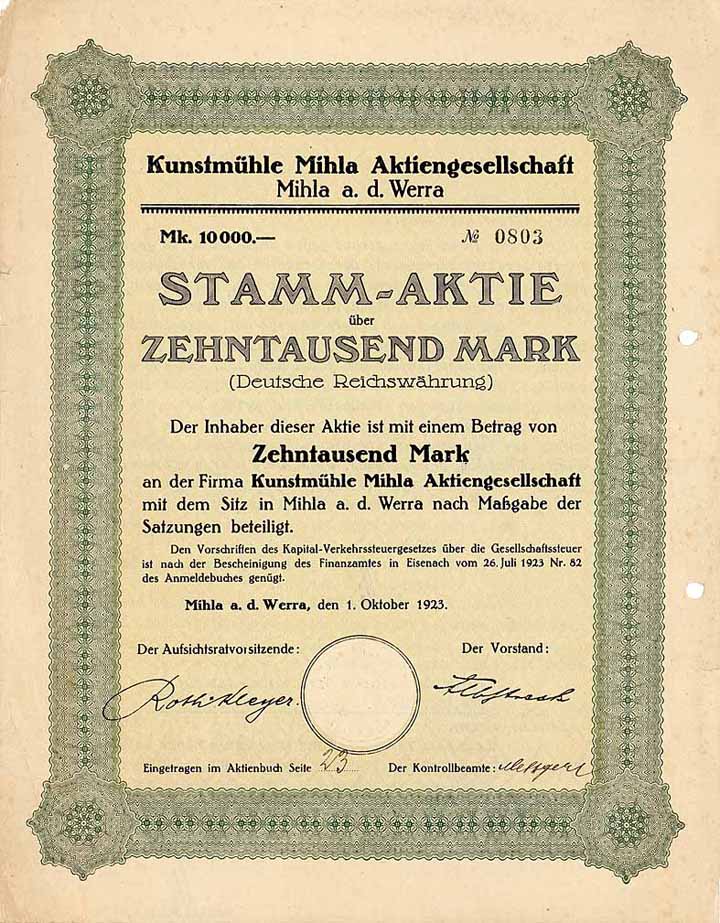 Kunstmühle Mihla Aktiengesellschaft
Mihla a. d. Werra
Mk. 10000.— № 0803
STAMM-AKTIE
über
ZEHNTAUSEND MARK
(Deutsche Reichswährung)
Der Inhaber dieser Aktie ist mit einem Betrag von
Zehntausend Mark
an der Firma Kunstmühle Mihla Aktiengesellschaft
mit dem Sitz in Mihla a. d. Werra nach Maßgabe der
Satzungen beteiligt.
Den Vorschriften des Kapital-Verkehrssteuergesetzes über die Gesellschaftssteuer
ist nach der Bescheinigung des Finanzamtes in Eisenach vom 26. Juli 1923 Nr. 82
des Anmeldebuches genügt.
Mihla a. d. Werra, den 1. Oktober 1923.
Der Aufsichtsratvorsitzende: Der Vorstand:
Eingetragen im Aktienbuch Seite 23 Der Kontrollbeamte: